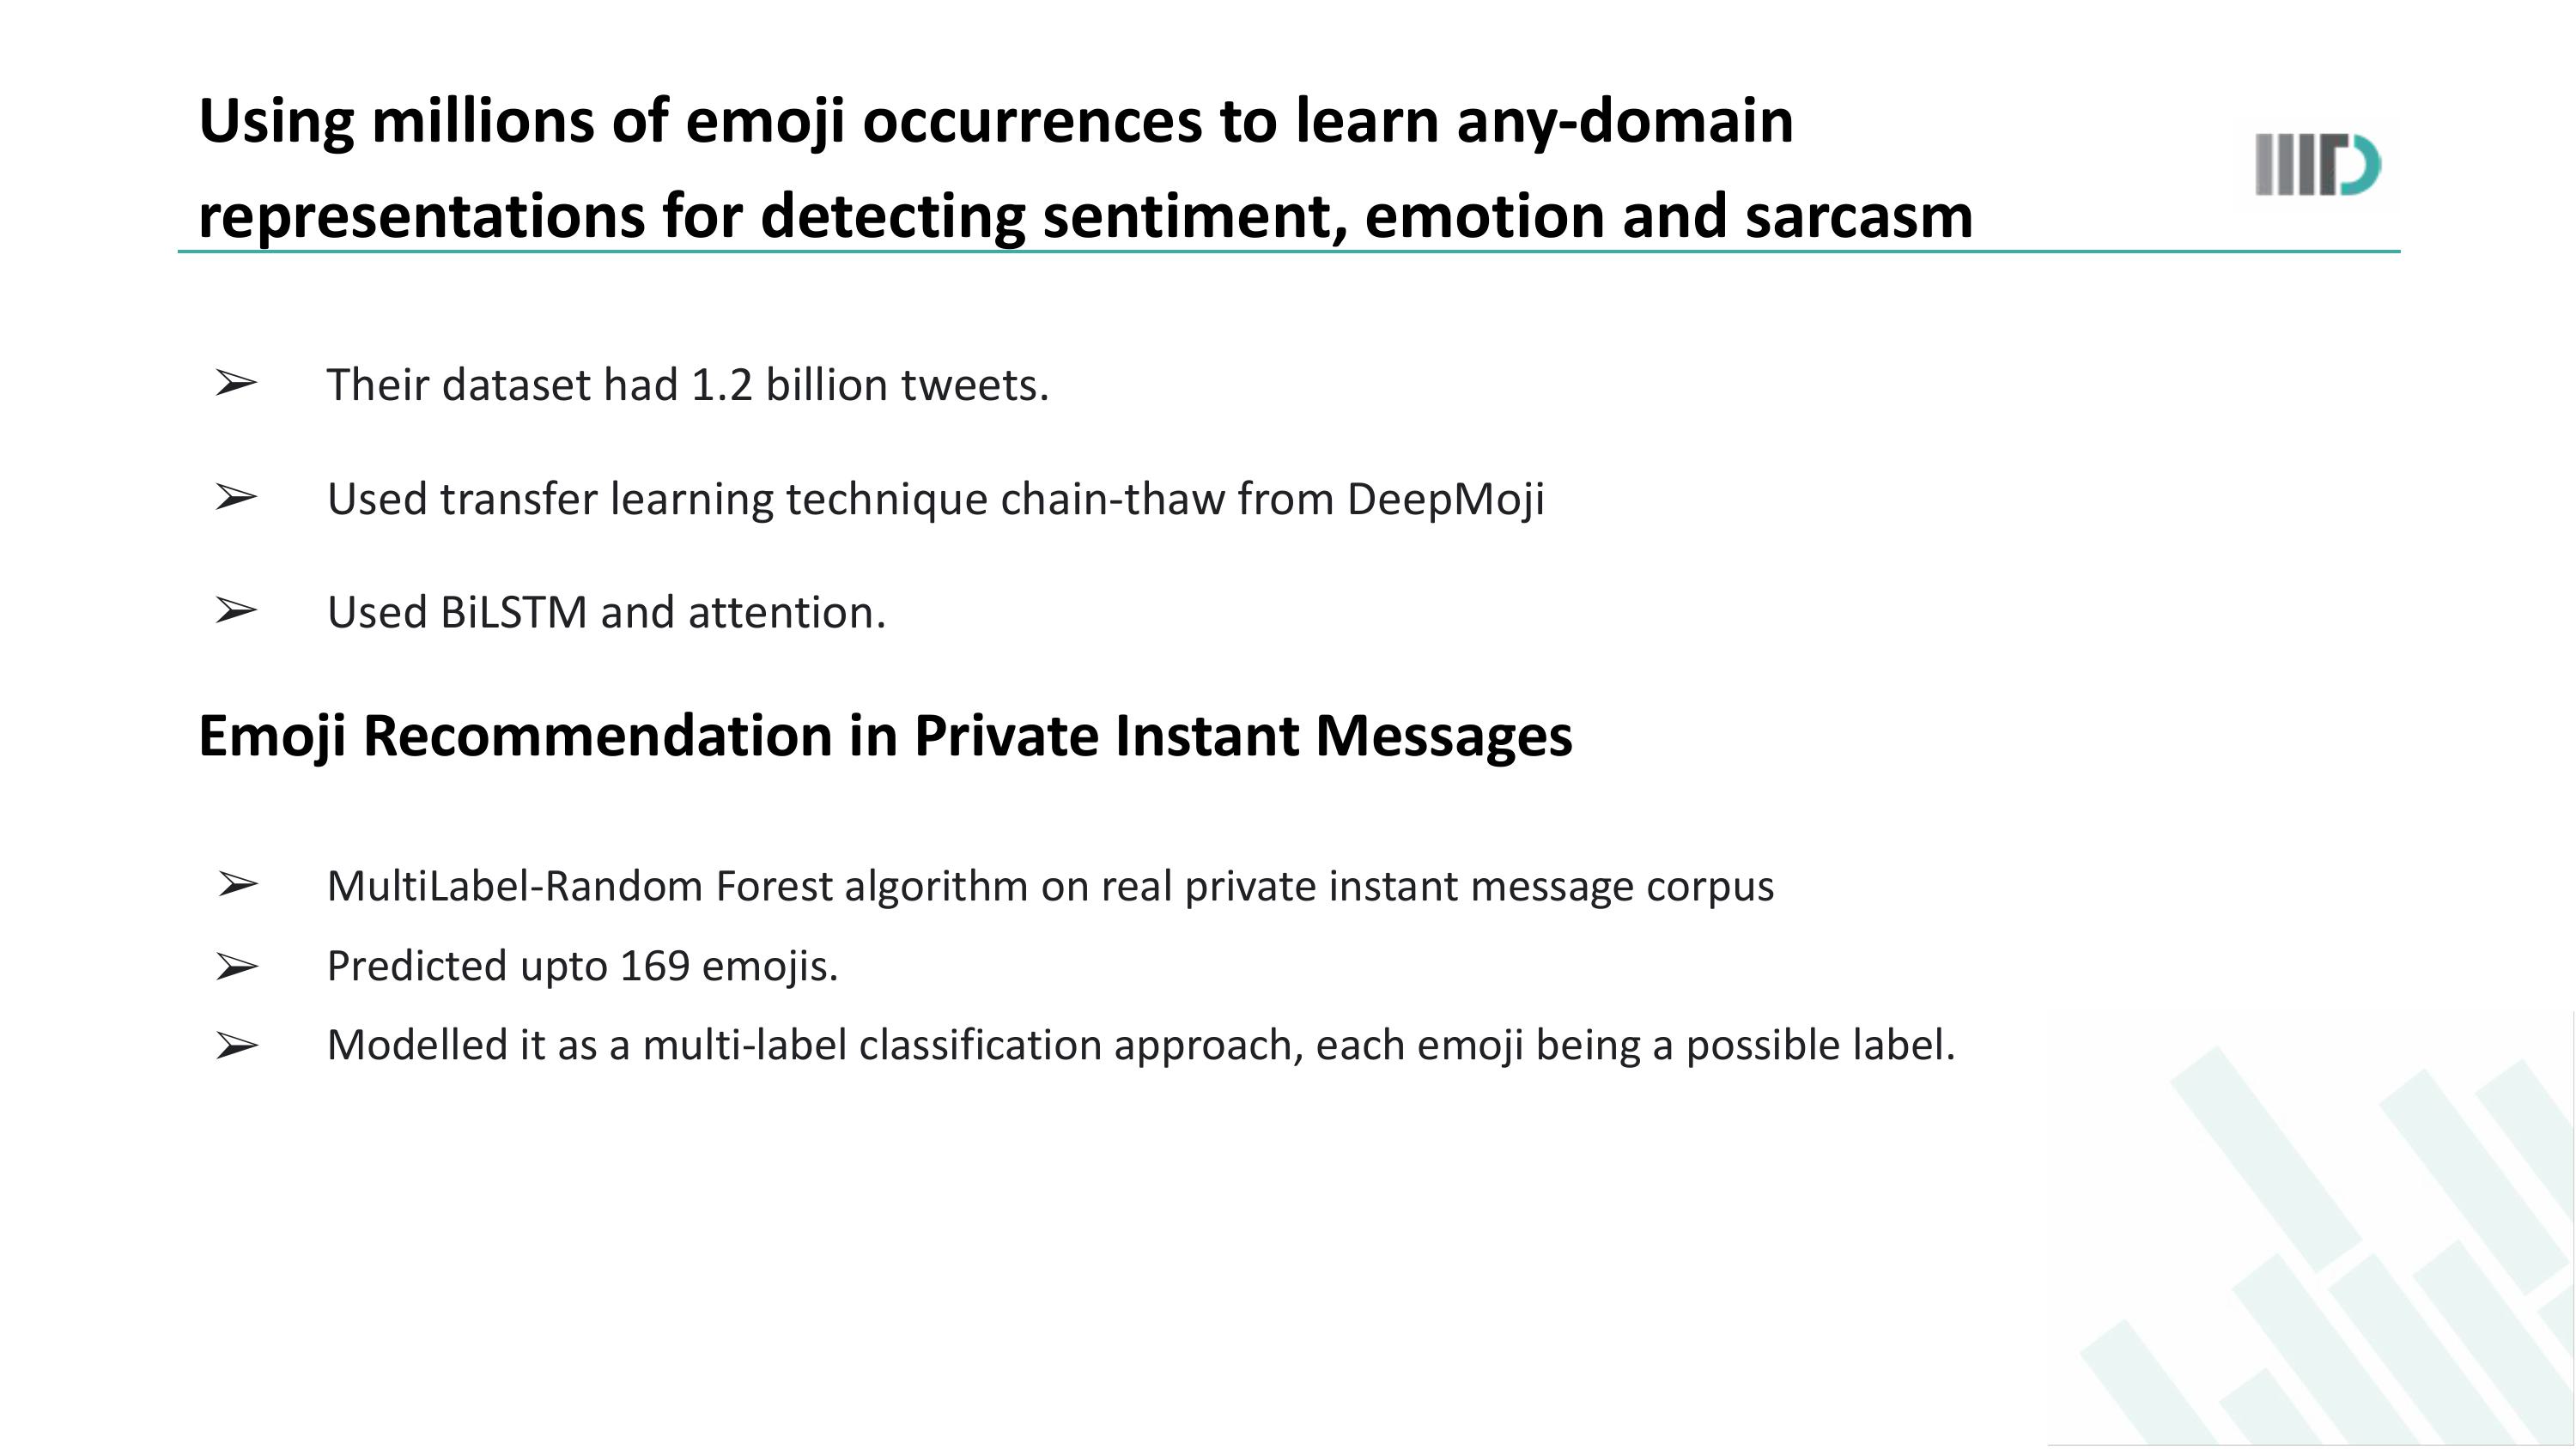 Using millions of emoji occurrences to learn any-domain
representations for detecting sentiment, emotion and sarcasm
IIITD
➢ Their dataset had 1.2 billion tweets.
➢ Used transfer learning technique chain-thaw from DeepMoji
➢ Used BiLSTM and attention.
Emoji Recommendation in Private Instant Messages
➢ MultiLabel-Random Forest algorithm on real private instant message corpus
➢ Predicted upto 169 emojis.
➢ Modelled it as a multi-label classification approach, each emoji being a possible label.